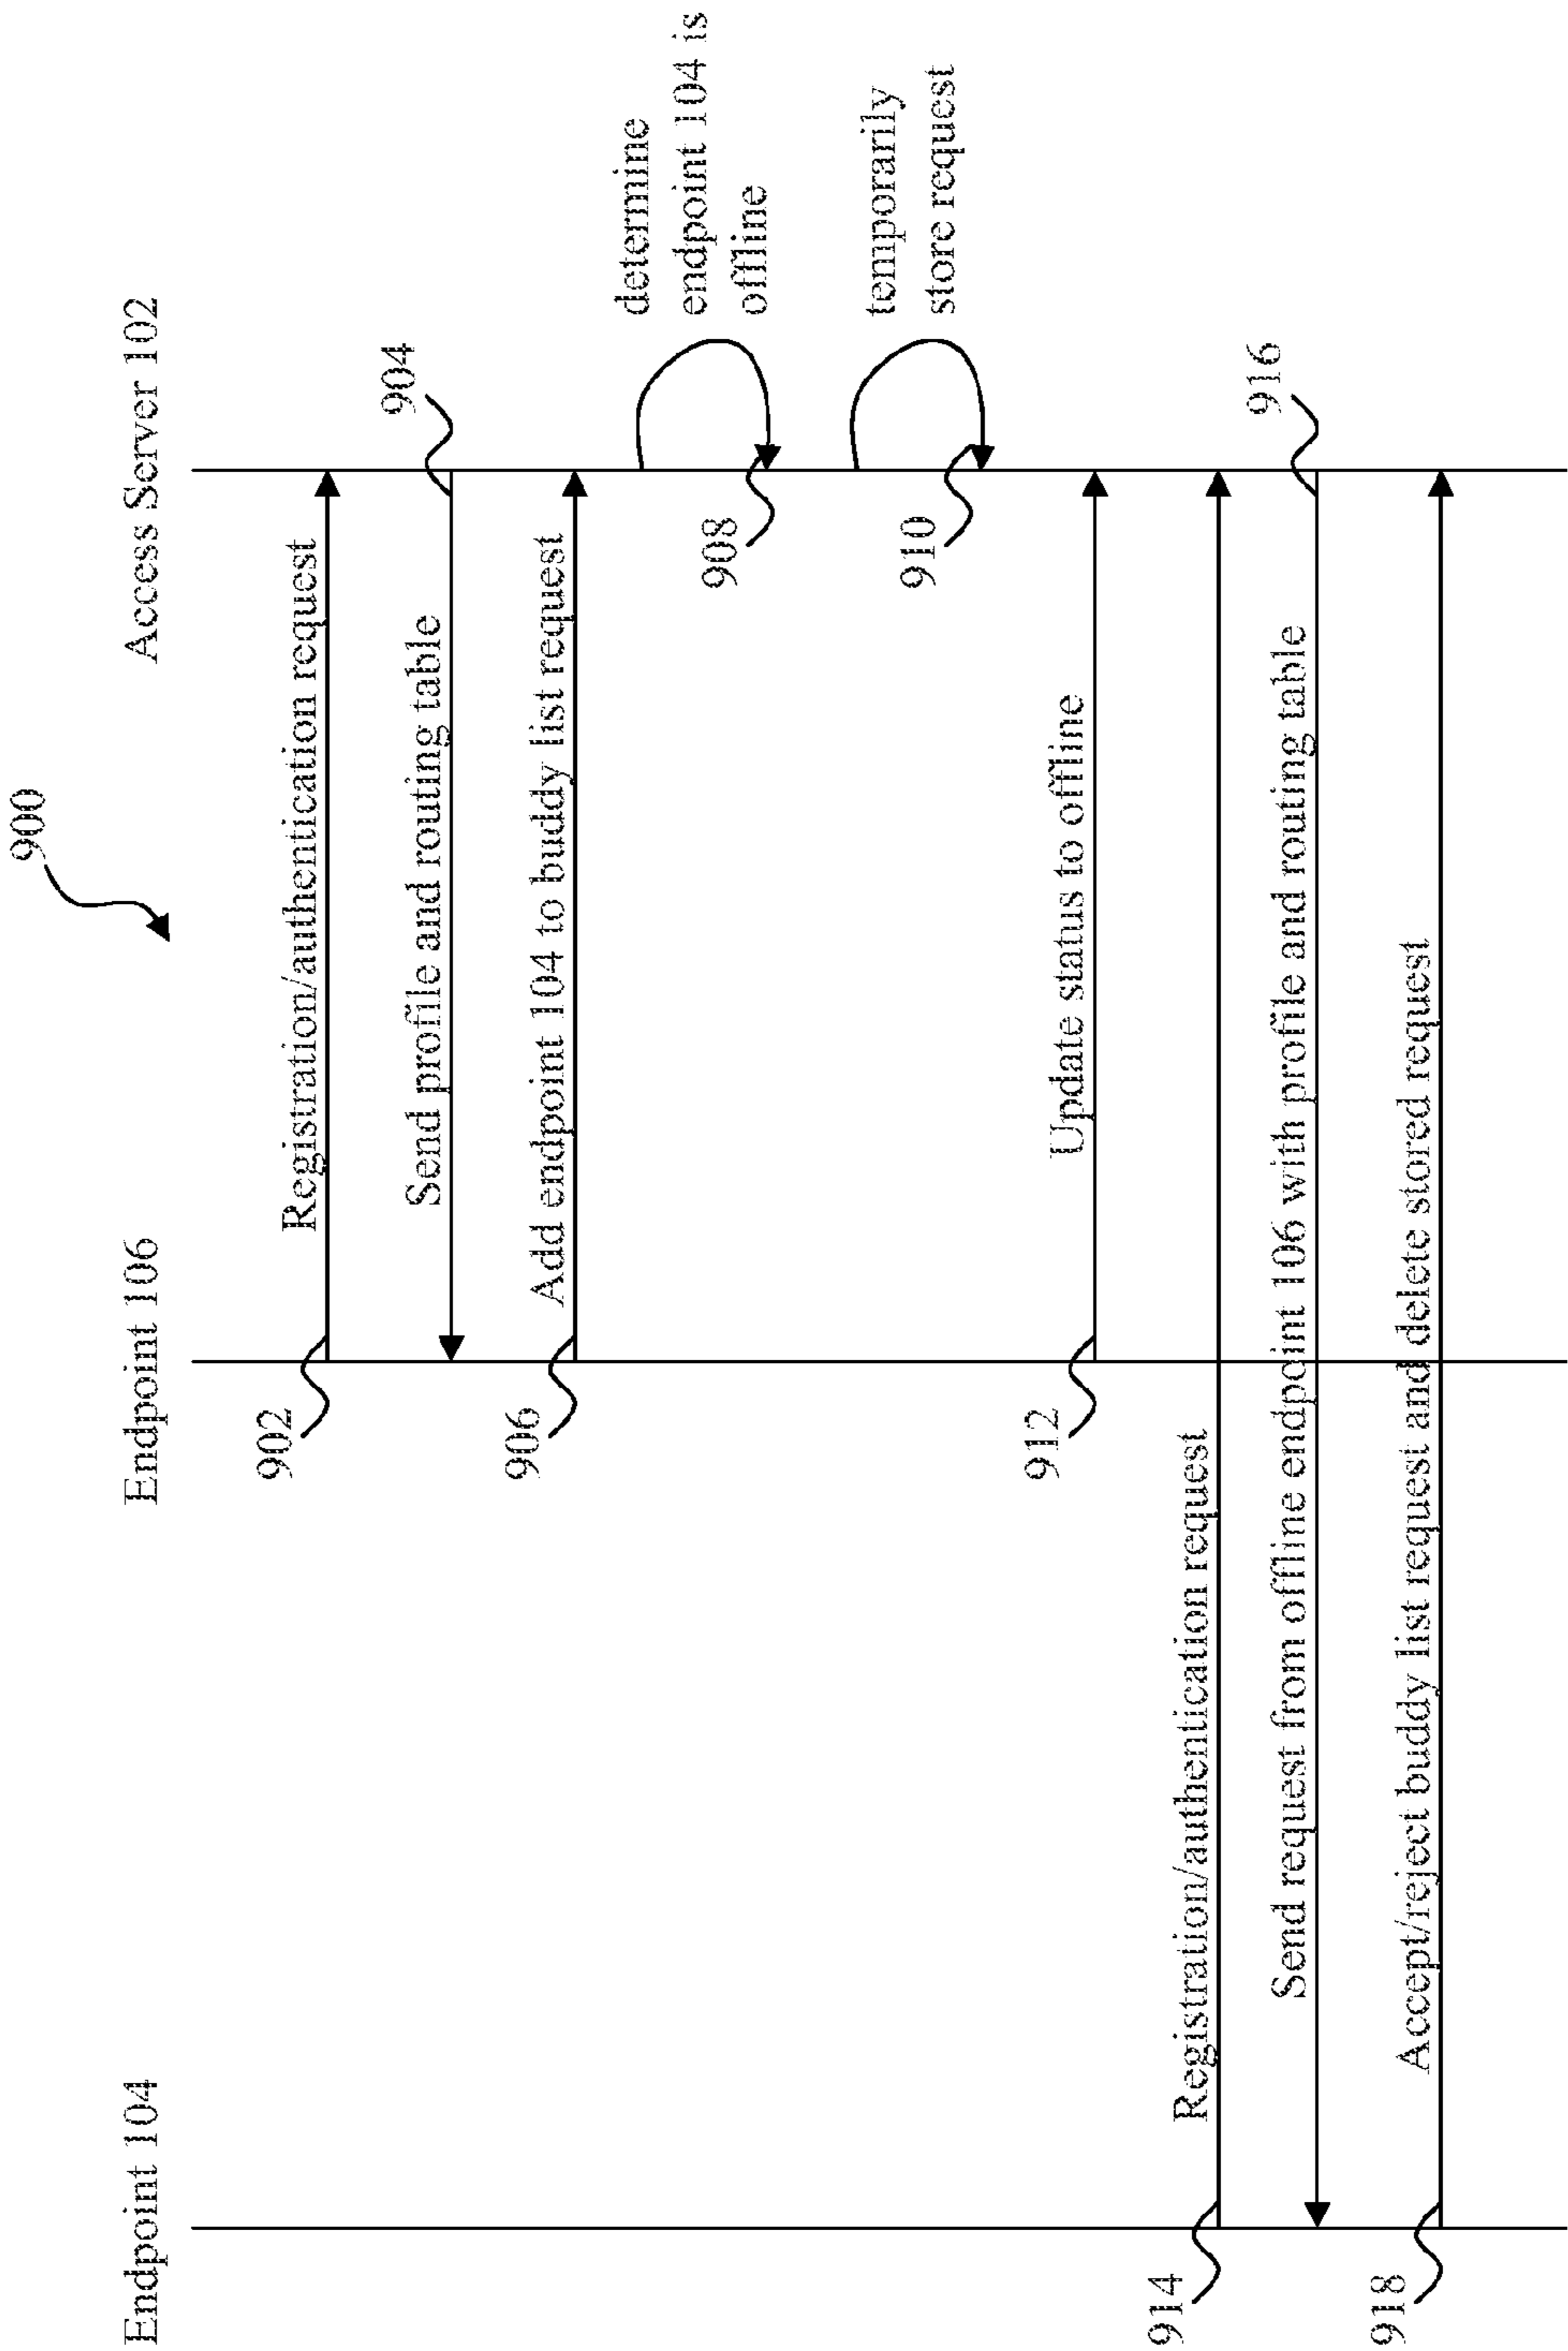 900
Endpoint 104
Endpoint 106
Access Server 102
902
Registration/authentication request
904
Send profile and routing table
906
Add endpoint 104 to buddy list request
determine
endpoint 104 is
offline
908
temporarily
store request
910
912
Update status to offline
914
Registration/authentication request
916
Send request from offline endpoint 106 with profile and routing table
918
Accept/reject buddy list request and delete stored request